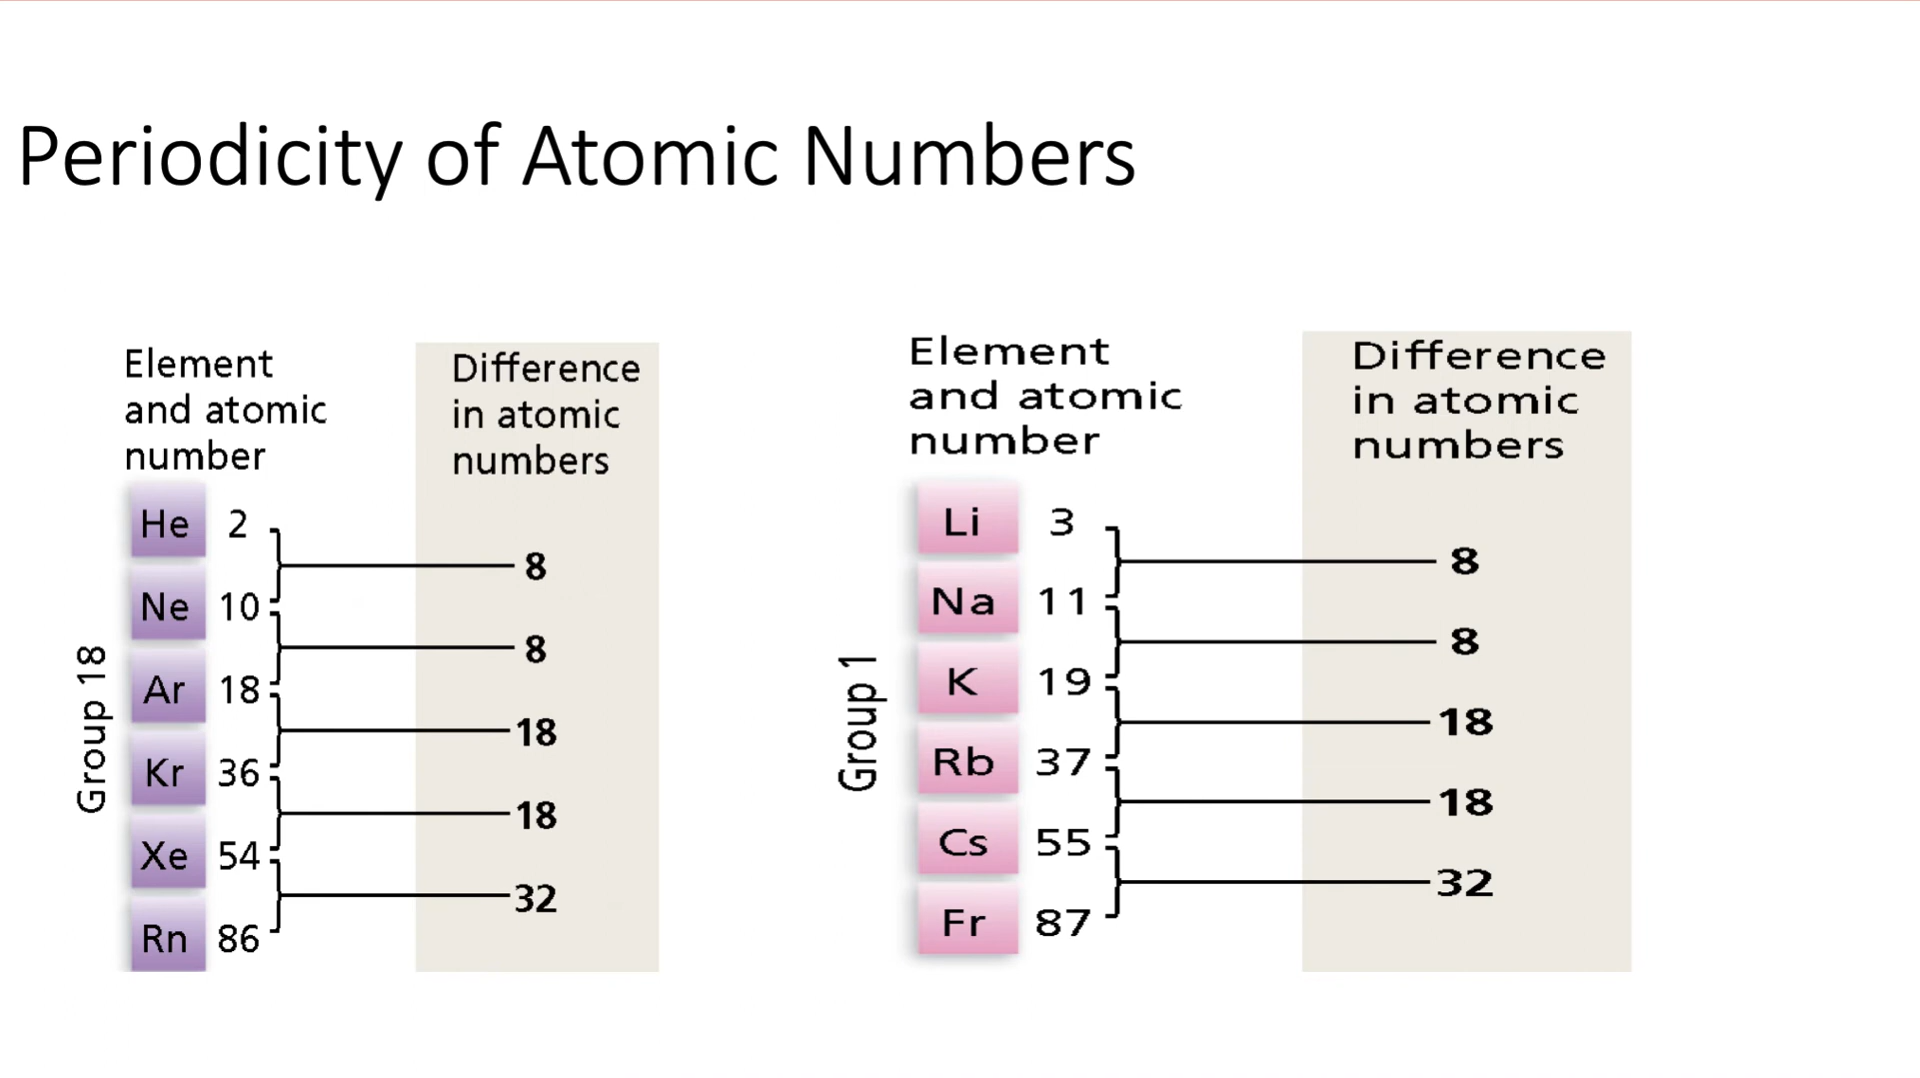 Periodicity of Atomic Numbers
Element
and atomic
number
Difference
in atomic
numbers
Group 18
He 2
8
Ne 10
8
Ar 18
18
Kr 36
18
Xe 54
32
Rn 86
Element
and atomic
number
Difference
in atomic
numbers
Group 1
Li 3
8
Na 11
8
K 19
18
Rb 37
18
Cs 55
32
Fr 87